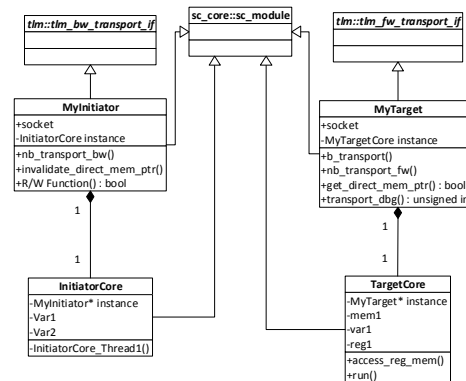 tlm::tlm_bw_transport_if
sc_core::sc_module
tlm::tlm_fw_transport_if
MyInitiator
+socket
-InitiatorCore instance
+nb_transport_bw()
+invalidate_direct_mem_ptr()
+R/W Function() : bool
MyTarget
+socket
-MyTargetCore instance
+b_transport()
+nb_transport_fw()
+get_direct_mem_ptr() : bool
+transport_dbg() : unsigned in
1
1
1
1
InitiatorCore
-MyInitiator* instance
-Var1
-Var2
-InitiatorCore_Thread1()
TargetCore
-MyTarget* instance
-mem1
-var1
-reg1
+access_reg_mem()
+run()